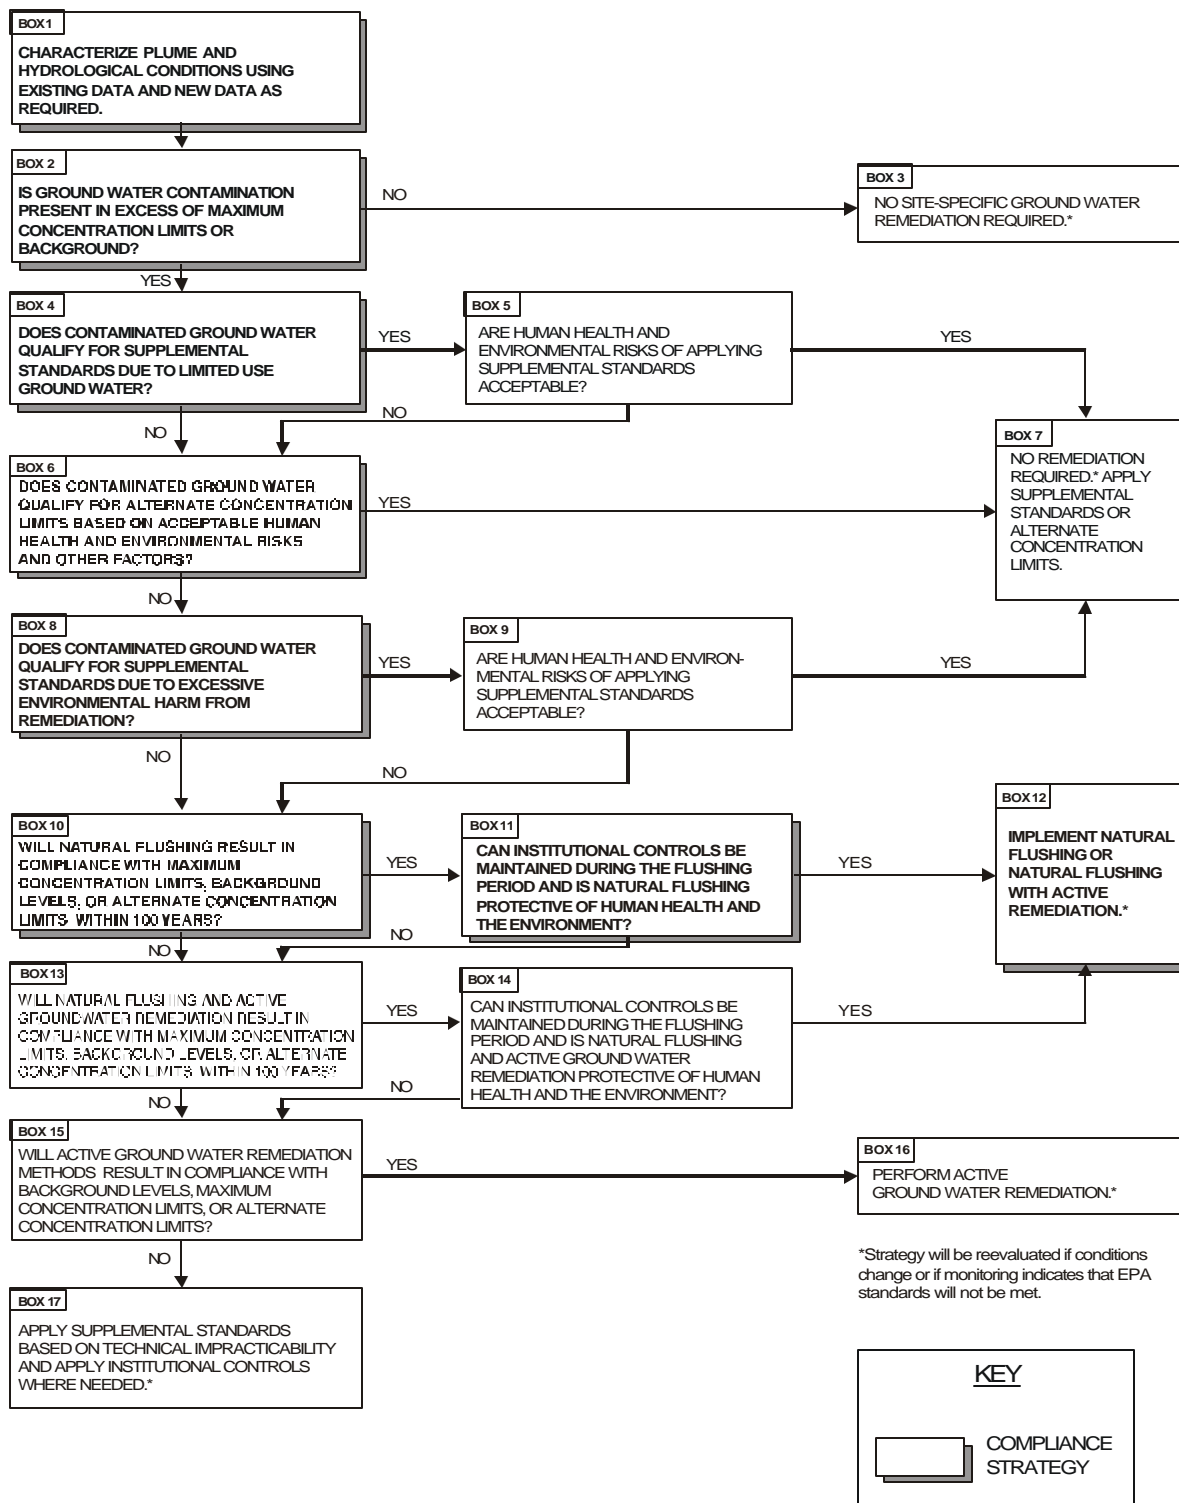 BOX 1
CHARACTERIZE PLUME AND
HYDROLOGICAL CONDITIONS USING
EXISTING DATA AND NEW DATA AS
REQUIRED.
BOX 2
IS GROUND WATER CONTAMINATION
PRESENT IN EXCESS OF MAXIMUM
CONCENTRATION LIMITS OR
BACKGROUND?
NO
BOX 3
NO SITE-SPECIFIC GROUND WATER
REMEDIATION REQUIRED.*
YES
BOX 4
DOES CONTAMINATED GROUND WATER
QUALIFY FOR SUPPLEMENTAL
STANDARDS DUE TO LIMITED USE
GROUND WATER?
YES
BOX 5
ARE HUMAN HEALTH AND
ENVIRONMENTAL RISKS OF APPLYING
SUPPLEMENTAL STANDARDS
ACCEPTABLE?
YES
NO
NO
BOX 6
DOES CONTAMINATED GROUND WATER
QUALIFY FOR ALTERNATE CONCENTRATION
LIMITS BASED ON ACCEPTABLE HUMAN
HEALTH AND ENVIRONMENTAL RISKS
AND OTHER FACTORS?
YES
BOX 7
NO REMEDIATION
REQUIRED.* APPLY
SUPPLEMENTAL
STANDARDS OR
ALTERNATE
CONCENTRATION
LIMITS.
NO
BOX 8
DOES CONTAMINATED GROUND WATER
QUALIFY FOR SUPPLEMENTAL
STANDARDS DUE TO EXCESSIVE
ENVIRONMENTAL HARM FROM
REMEDIATION?
YES
BOX 9
ARE HUMAN HEALTH AND ENVIRON-
MENTAL RISKS OF APPLYING
SUPPLEMENTAL STANDARDS
ACCEPTABLE?
YES
NO
NO
BOX 10
WILL NATURAL FLUSHING RESULT IN
COMPLIANCE WITH MAXIMUM
CONCENTRATION LIMITS, BACKGROUND
LEVELS, OR ALTERNATE CONCENTRATION
LIMITS WITHIN 100 YEARS?
YES
BOX 11
CAN INSTITUTIONAL CONTROLS BE
MAINTAINED DURING THE FLUSHING
PERIOD AND IS NATURAL FLUSHING
PROTECTIVE OF HUMAN HEALTH AND
THE ENVIRONMENT?
YES
BOX 12
IMPLEMENT NATURAL
FLUSHING OR
NATURAL FLUSHING
WITH ACTIVE
REMEDIATION.*
NO
NO
BOX 13
WILL NATURAL FLUSHING AND ACTIVE
GROUNDWATER REMEDIATION RESULT IN
COMPLIANCE WITH MAXIMUM CONCENTRATION
LIMITS, BACKGROUND LEVELS, OR ALTERNATE
CONCENTRATION LIMITS WITHIN 100 YEARS?
YES
BOX 14
CAN INSTITUTIONAL CONTROLS BE
MAINTAINED DURING THE FLUSHING
PERIOD AND IS NATURAL FLUSHING
AND ACTIVE GROUND WATER
REMEDIATION PROTECTIVE OF HUMAN
HEALTH AND THE ENVIRONMENT?
YES
NO
NO
BOX 15
WILL ACTIVE GROUND WATER REMEDIATION
METHODS RESULT IN COMPLIANCE WITH
BACKGROUND LEVELS, MAXIMUM
CONCENTRATION LIMITS, OR ALTERNATE
CONCENTRATION LIMITS?
YES
BOX 16
PERFORM ACTIVE
GROUND WATER REMEDIATION.*
NO
BOX 17
APPLY SUPPLEMENTAL STANDARDS
BASED ON TECHNICAL IMPRACTICABILITY
AND APPLY INSTITUTIONAL CONTROLS
WHERE NEEDED.*
*Strategy will be reevaluated if conditions
change or if monitoring indicates that EPA
standards will not be met.
KEY
COMPLIANCE
STRATEGY